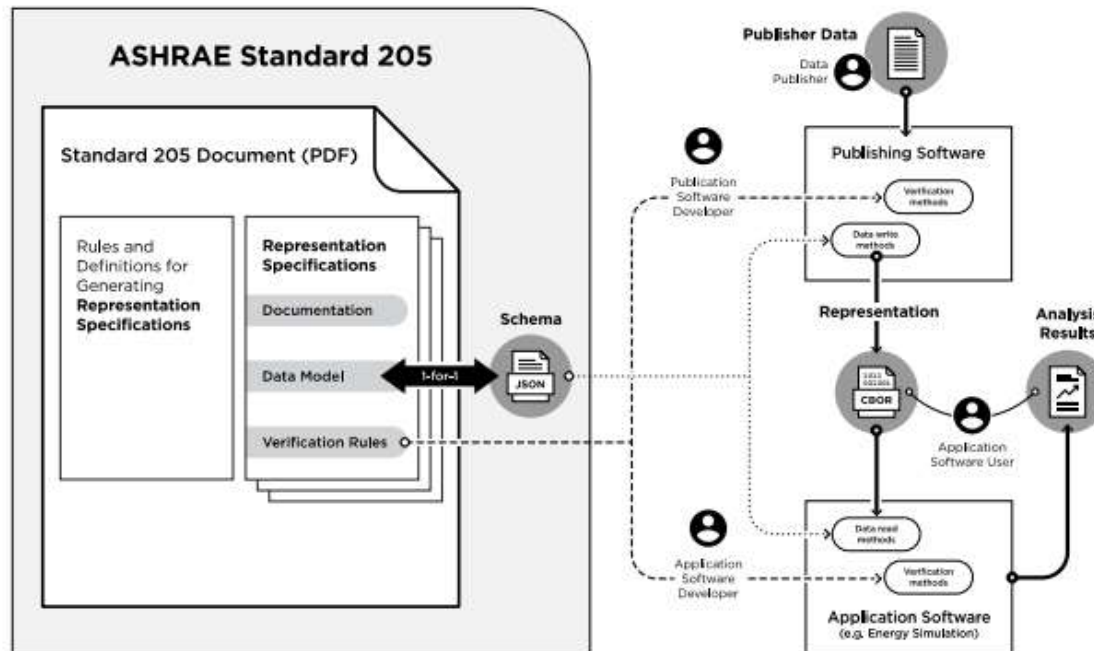 ASHRAE Standard 205
Standard 205 Document (PDF)
Rules and
Definitions for
Generating
Representation
Specifications
Representation
Specifications
Documentation
Data Model
Verification Rules
1-for-1
Schema
JSON
Publisher Data
Data
Publisher
Publishing Software
Verification
methods
Data write
methods
Publication
Software
Developer
Representation
1011
001001
CBOR
Analysis
Results
Application
Software User
Application
Software
Developer
Data read
methods
Verification
methods
Application Software
(e.g. Energy Simulation)